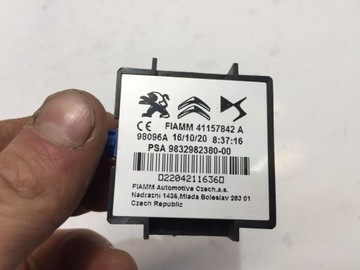 CE FIAMM 41157842 A
98096A 16/10/20 8:37:16
PSA 9832982380-00
022042116360
FIAMM Automotive Czech,a.s.
Nadrazni 1436,Mlada Boleslav 293 01
Czech Republic